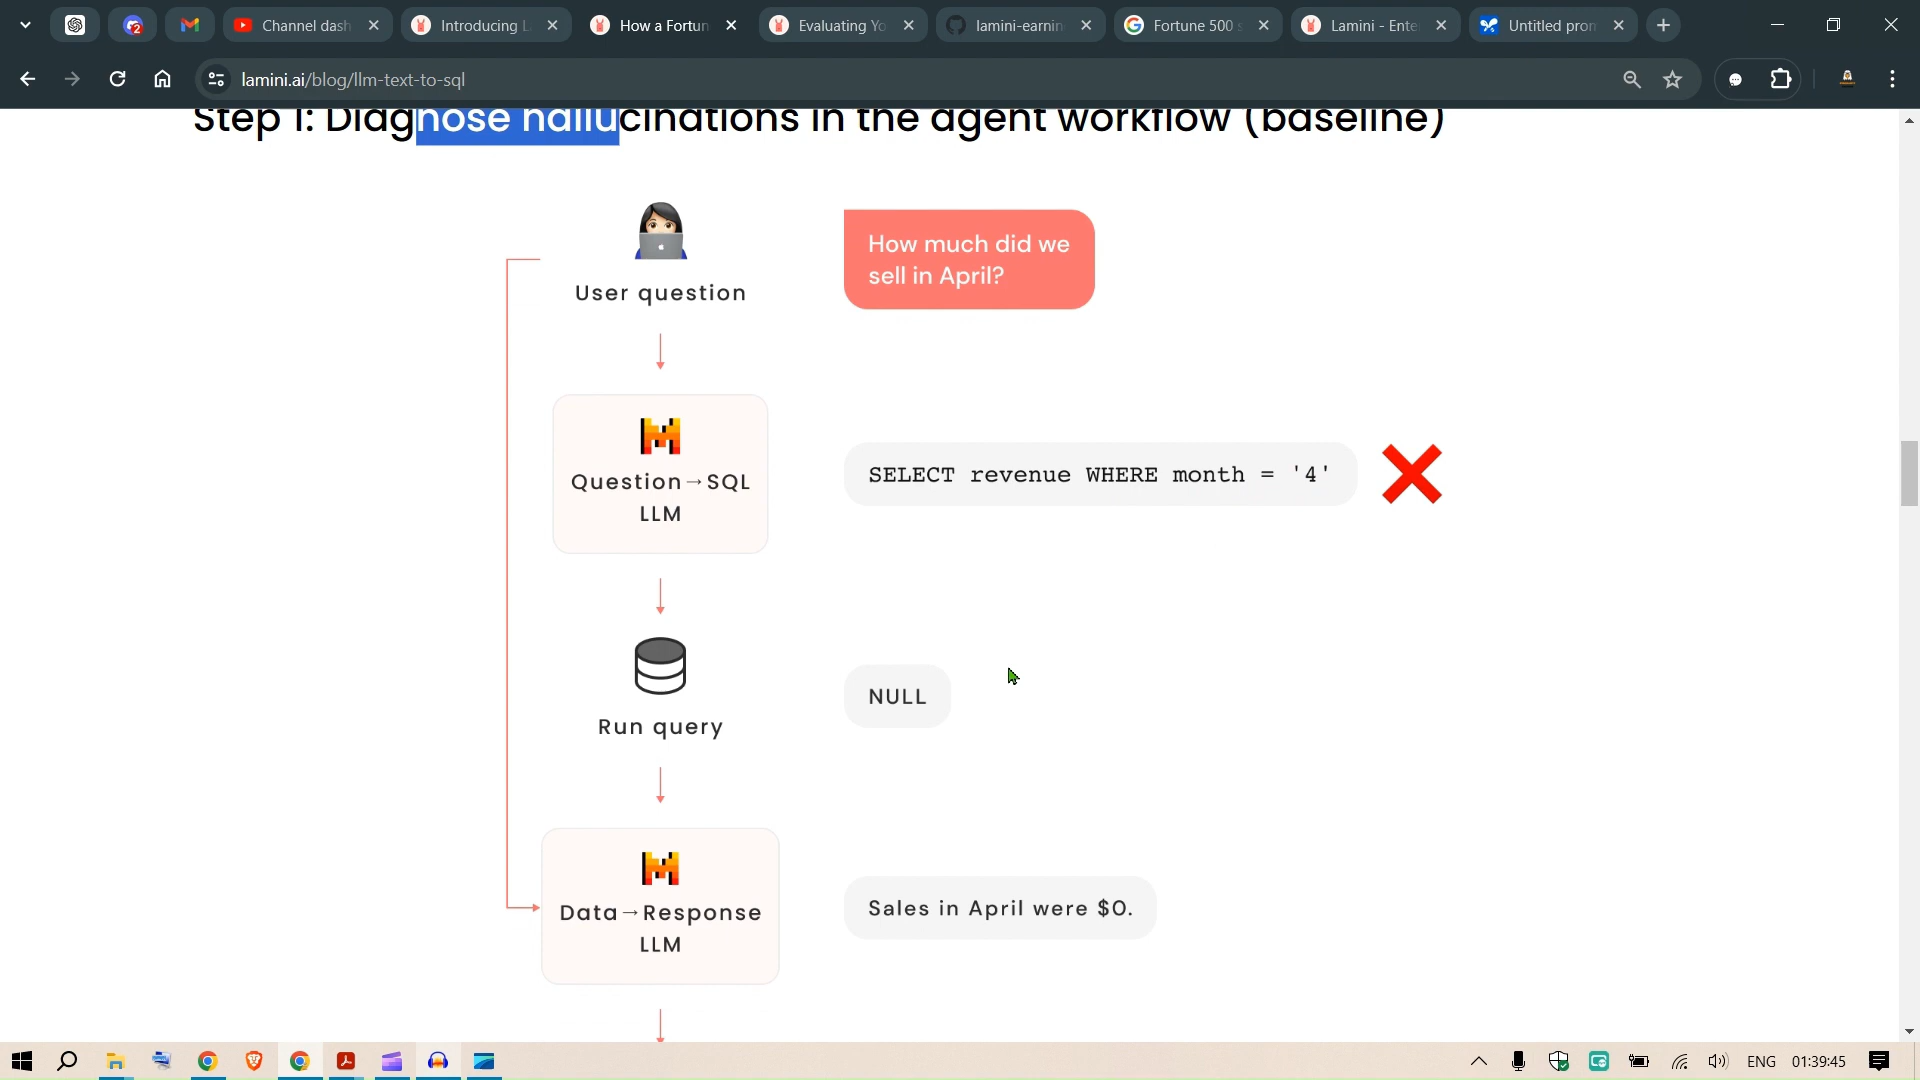 Channel dash
Introducing L
How a Fortun
Evaluating Yo
lamini-earnin
Fortune 500 s
Lamini - Ente
Untitled pron
lamini.ai/blog/llm-text-to-sql
Step 1: Diagnose hallucinations in the agent workflow (baseline)
User question
How much did we
sell in April?
Question→SQL
LLM
SELECT revenue WHERE month = '4'
Run query
NULL
Data→Response
LLM
Sales in April were $0.
ENG
01:39:45